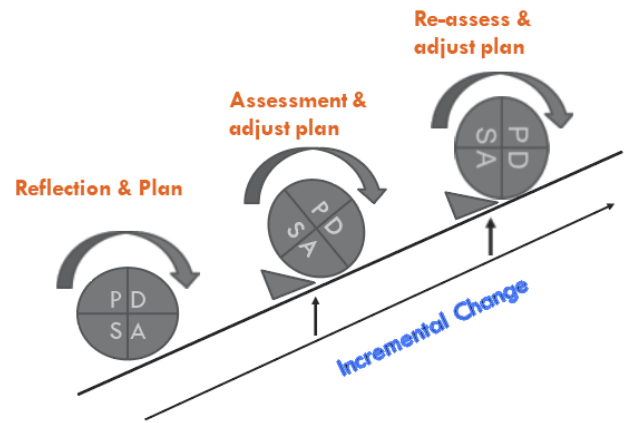 Re-assess &
adjust plan
Assessment &
adjust plan
Reflection & Plan
P D
S A
P D
S A
P D
S A
Incremental Change